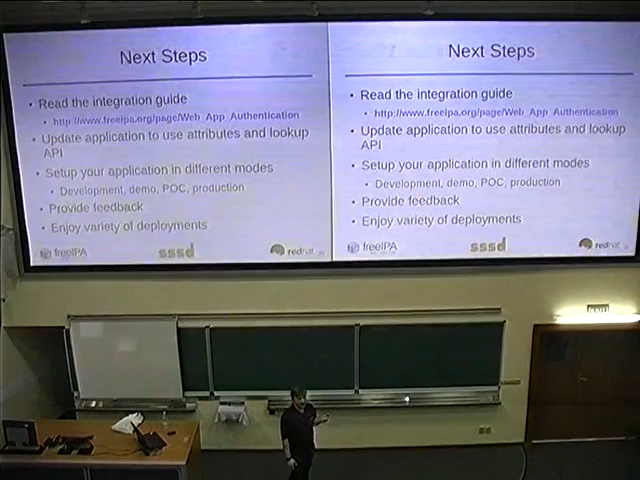 Next Steps
• Read the integration guide
• http://www.freeipa.org/page/Web_App_Authentication
• Update application to use attributes and lookup
API
• Setup your application in different modes
• Development, demo, POC, production
• Provide feedback
• Enjoy variety of deployments
freeIPA
sssd
redhat
Next Steps
• Read the integration guide
• http://www.freeipa.org/page/Web_App_Authentication
• Update application to use attributes and lookup
API
• Setup your application in different modes
• Development, demo, POC, production
• Provide feedback
• Enjoy variety of deployments
freeIPA
sssd
redhat